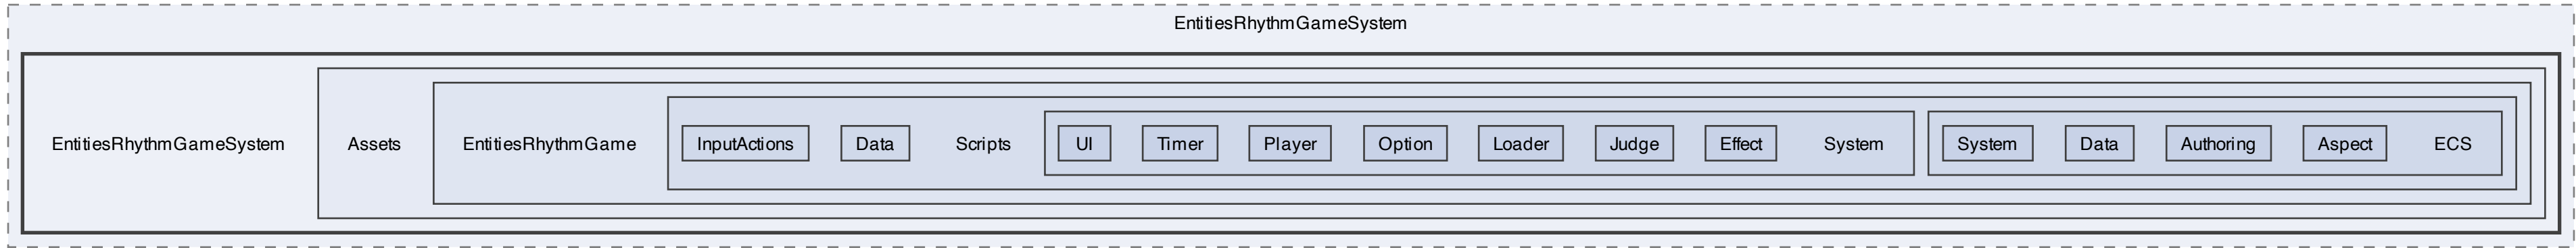 EntitiesRhythmGameSystem
EntitiesRhythmGameSystem
Assets
EntitiesRhythmGame
InputActions
Data
Scripts
UI
Timer
Player
Option
Loader
Judge
Effect
System
System
Data
Authoring
Aspect
ECS